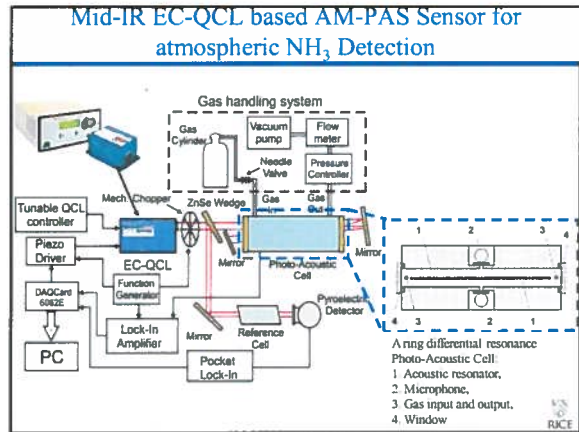 Mid-IR EC-QCL based AM-PAS Sensor for
atmospheric NH3 Detection
Gas handling system
Gas
Cylinder
Vacuum
pump
Flow
meter
Needle
Valve
Pressure
Controller
Mech. Chopper
ZnSe Wedge
Gas
Gas
Out
Tunable QCL
controller
EC-QCL
Piezo
Driver
Function
Generator
Mirror
Photo-Acoustic
Cell
Mirror
DAQCard
6062E
Lock-In
Amplifier
Mirror
Reference
Cell
Pyroelectric
Detector
PC
Pocket
Lock-In
1
2
3
4
4
3
2
1
A ring differential resonance
Photo-Acoustic Cell:
1. Acoustic resonator,
2. Microphone,
3. Gas input and output,
4. Window
RICE